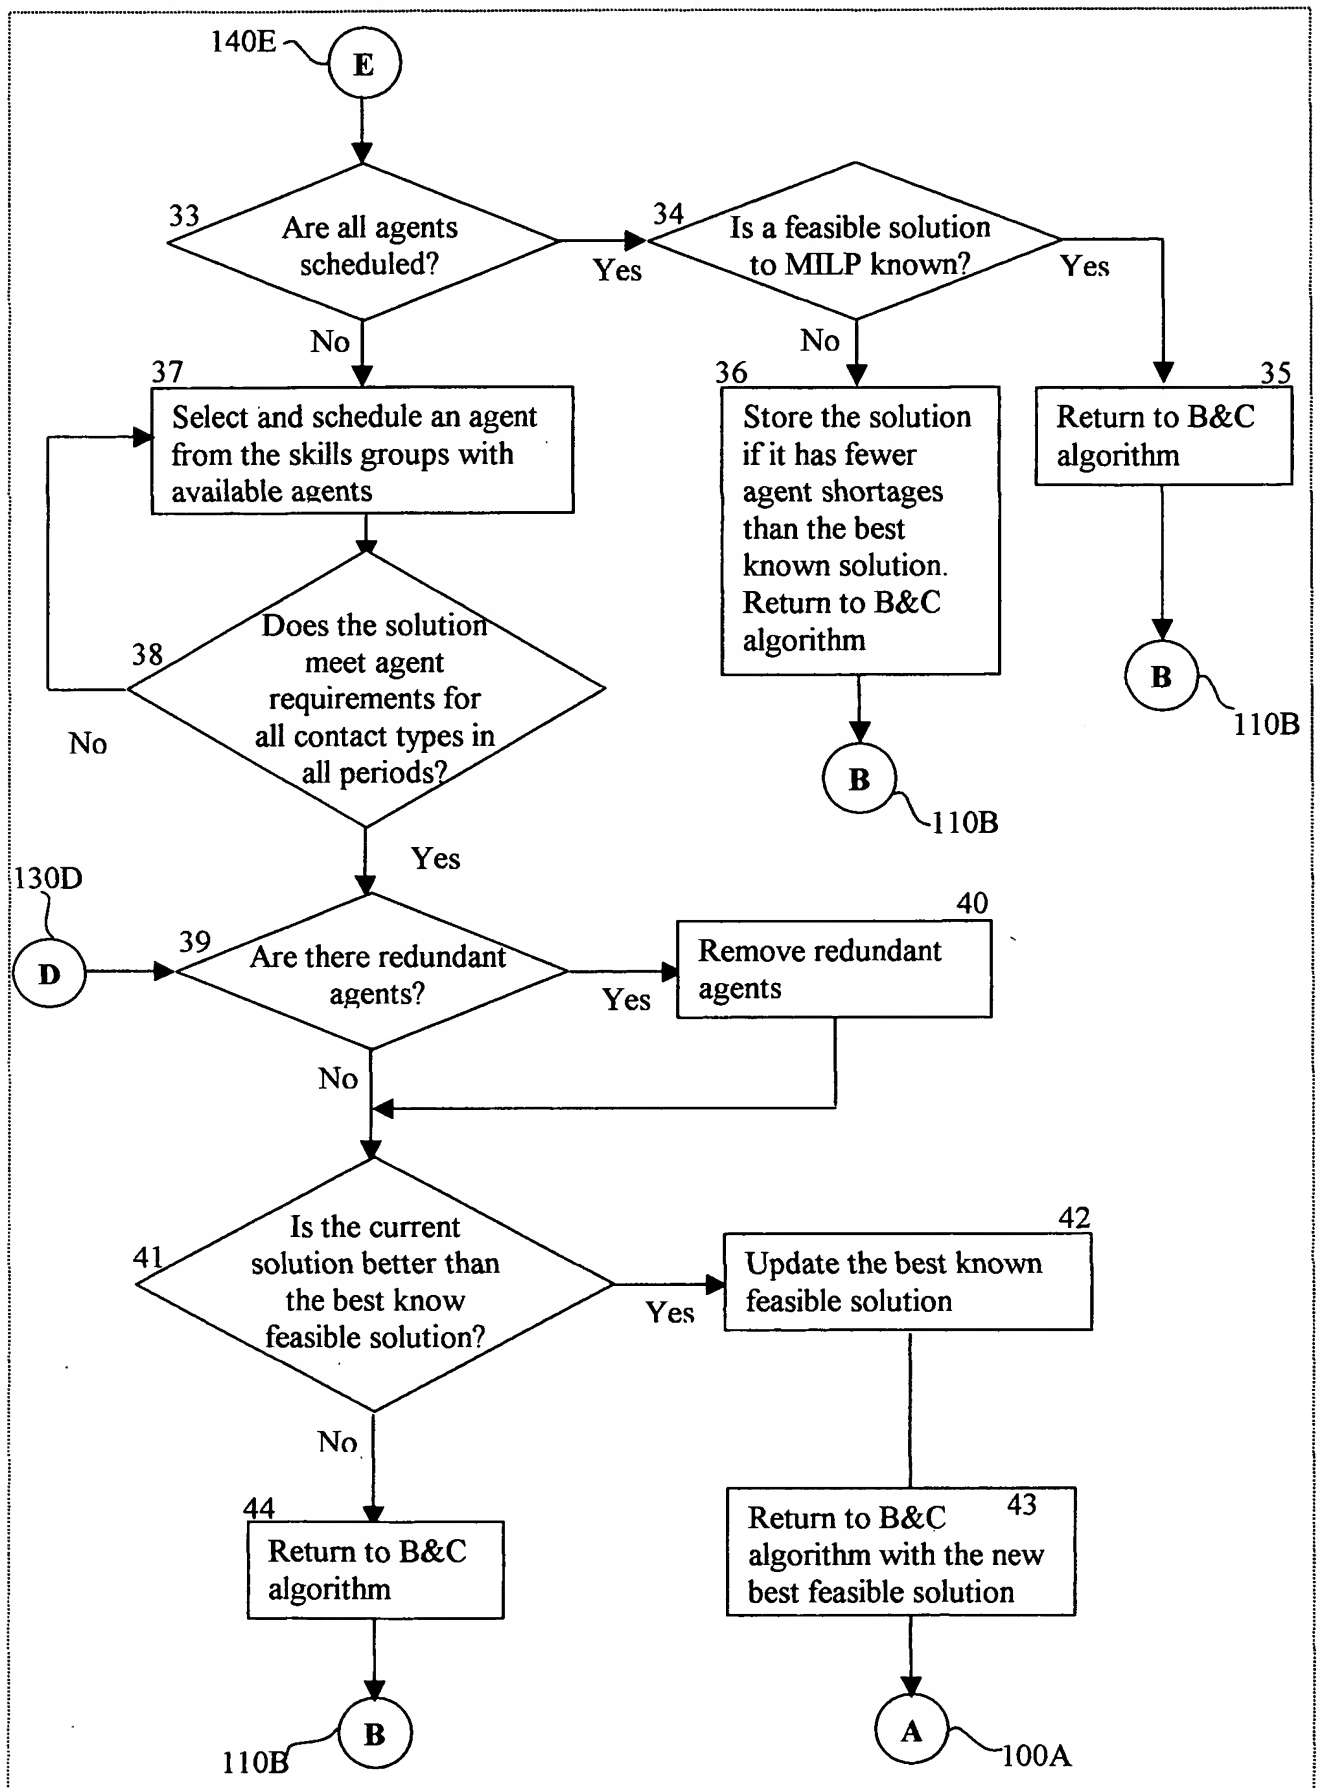 140E
E
33
Are all agents
scheduled?
Yes
No
34
Is a feasible solution
to MILP known?
Yes
No
37
Select and schedule an agent
from the skills groups with
available agents
36
Store the solution
if it has fewer
agent shortages
than the best
known solution.
Return to B&C
algorithm
35
Return to B&C
algorithm
B
110B
B
110B
38
Does the solution
meet agent
requirements for
all contact types in
all periods?
No
Yes
130D
D
39
Are there redundant
agents?
Yes
No
40
Remove redundant
agents
41
Is the current
solution better than
the best know
feasible solution?
Yes
No
42
Update the best known
feasible solution
44
Return to B&C
algorithm
43
Return to B&C
algorithm with the new
best feasible solution
B
110B
A
100A